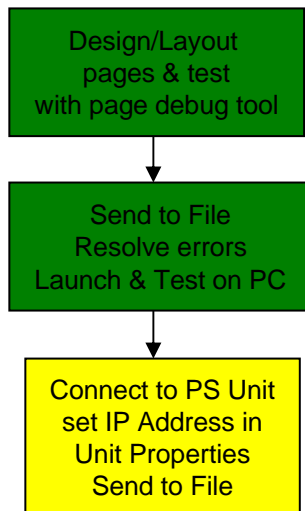 Design/Layout
pages & test
with page debug tool
Send to File
Resolve errors
Launch & Test on PC
Connect to PS Unit
set IP Address in
Unit Properties
Send to File